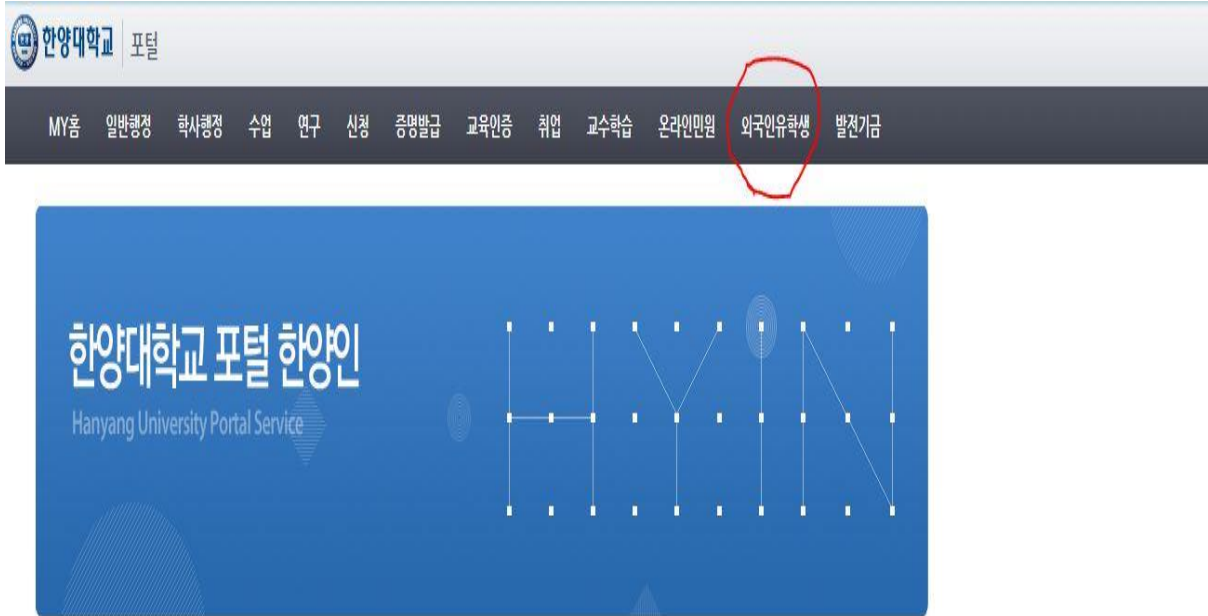 한양대학교 포털
MY홈 일반행정 학사행정 수업 연구 신청 증명발급 교육인증 취업 교수학습 온라인민원 외국인유학생 발전기금
한양대학교 포털 한양인
Hanyang University Portal Service